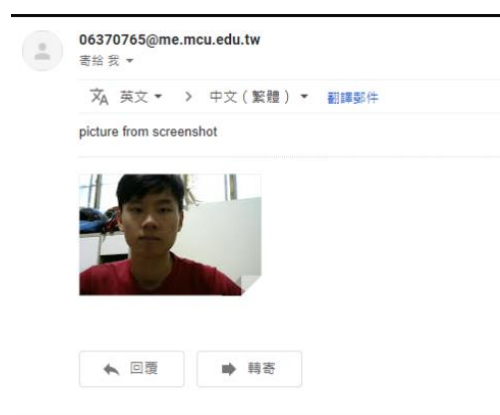 06370765@me.mcu.edu.tw
寄給 我
英文 > 中文（繁體） 翻譯郵件
picture from screenshot
回覆 轉寄